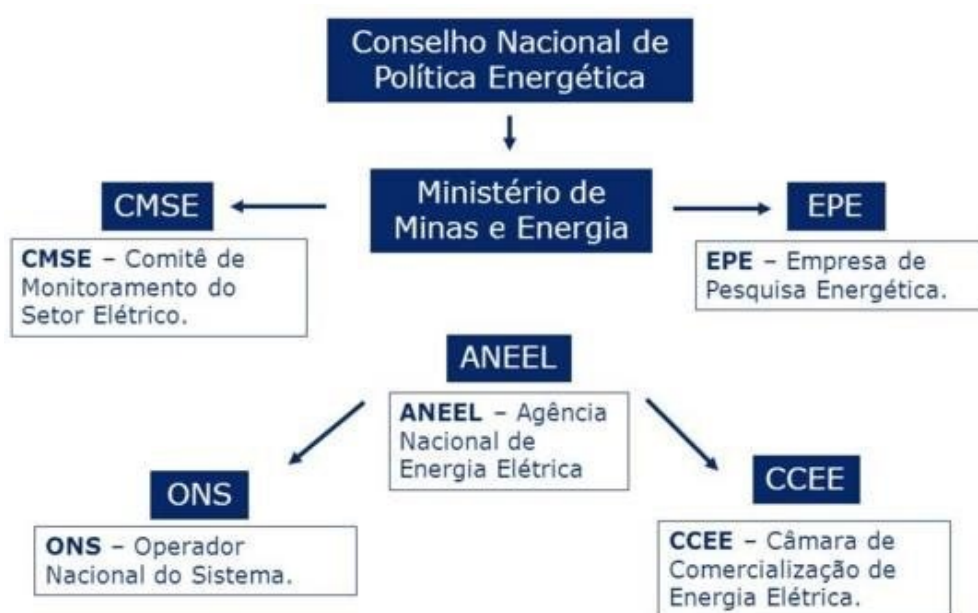 Conselho Nacional de
Política Energética
CMSE
Ministério de
Minas e Energia
EPE
CMSE – Comitê de
Monitoramento do
Setor Elétrico.
EPE – Empresa de
Pesquisa Energética.
ANEEL
ANEEL – Agência
Nacional de
Energia Elétrica
ONS
CCEE
ONS – Operador
Nacional do Sistema.
CCEE – Câmara de
Comercialização de
Energia Elétrica.